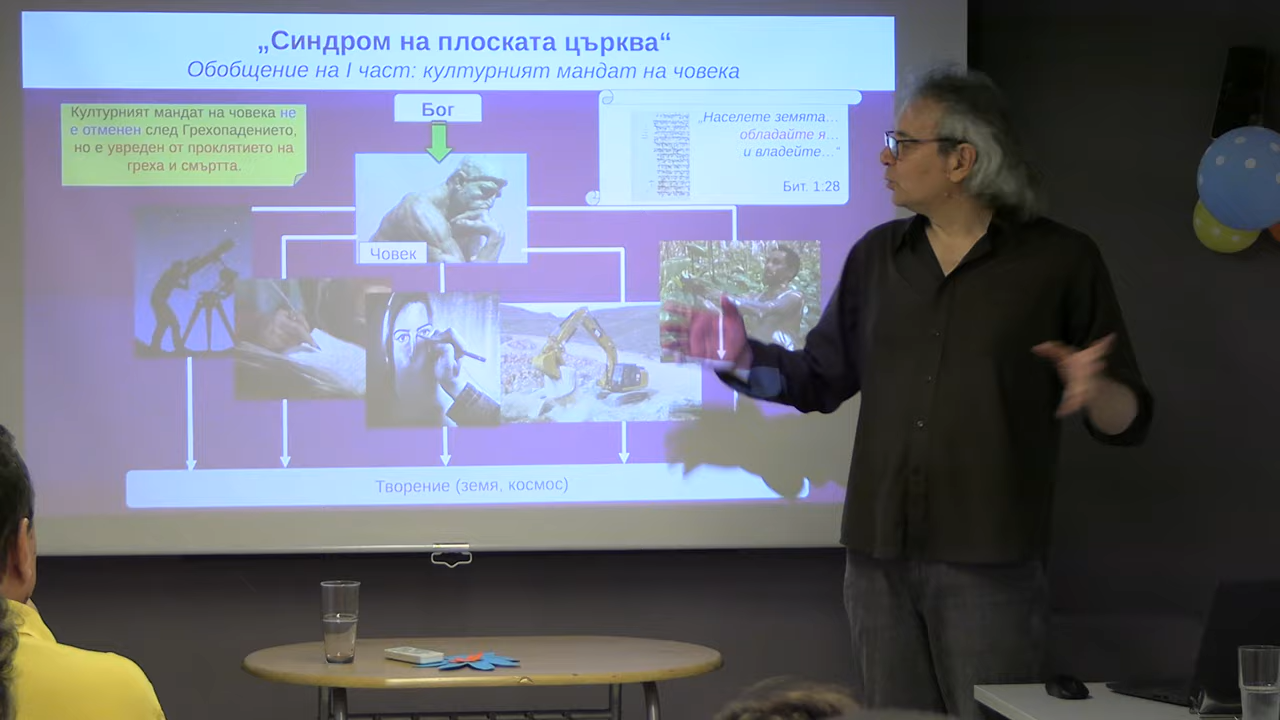 „Синдром на плоската църква“
Обобщение на I част: културният мандат на човека
Културният мандат на човека не
е отменен след Грехопадението,
но е увреден от проклятието на
греха и смъртта.
Бог
„Населете земята…
обладайте я…
и владейте…“
Бит. 1:28
Човек
Творение (земя, космос)